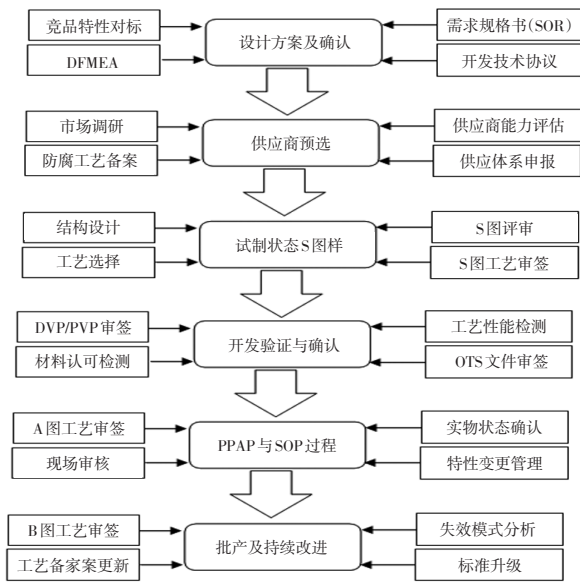 竞品特性对标
需求规格书(SOR)
设计方案及确认
DFMEA
开发技术协议
市场调研
供应商能力评估
供应商预选
防腐工艺备案
供应体系申报
结构设计
S图评审
试制状态S图样
工艺选择
S图工艺审签
DVP/PVP审签
工艺性能检测
开发验证与确认
材料认可检测
OTS文件审签
A图工艺审签
实物状态确认
PPAP与SOP过程
现场审核
特性变更管理
B图工艺审签
失效模式分析
批产及持续改进
工艺备家案更新
标准升级